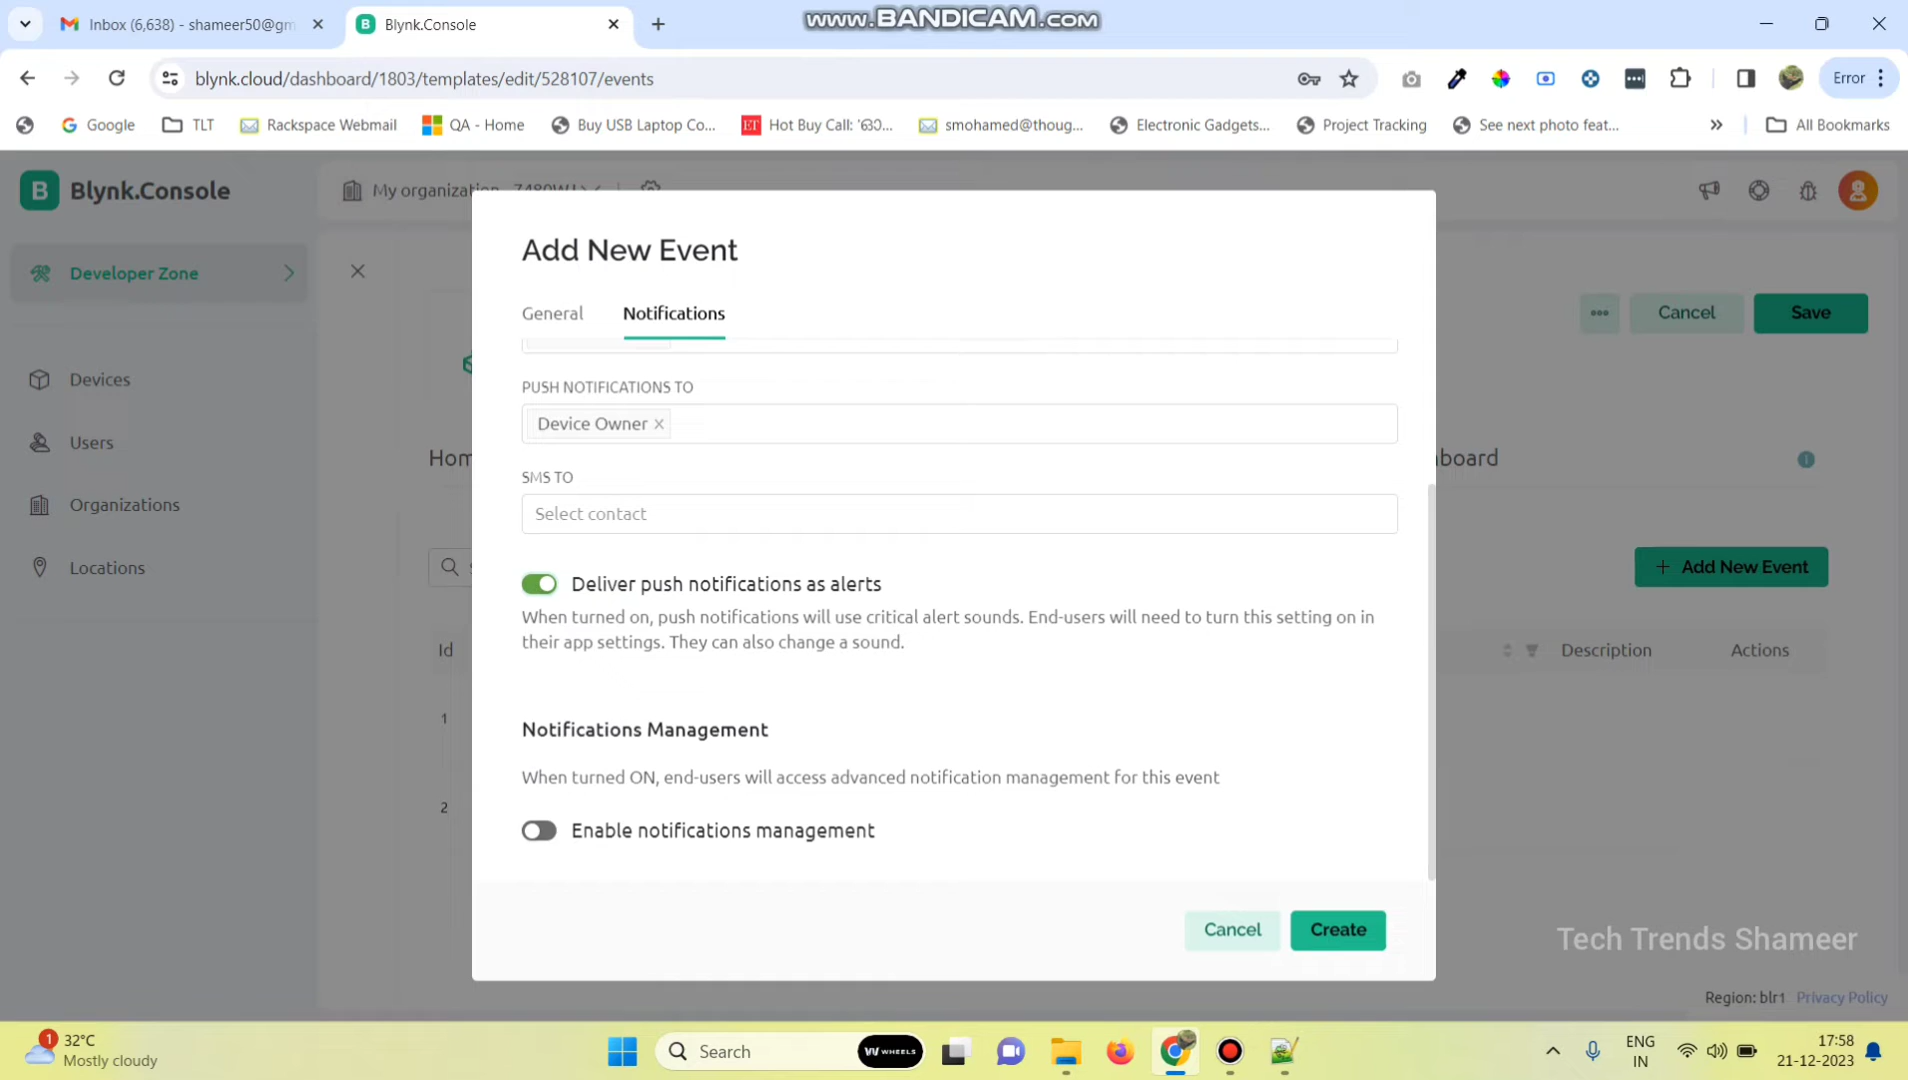 Inbox (6,638) - shameer50@gm
Blynk.Console
www.BANDICAM.com
blynk.cloud/dashboard/1803/templates/edit/528107/events
Error
Google
TLT
Rackspace Webmail
QA - Home
Buy USB Laptop Co...
Hot Buy Call:
smohamed@thoug...
Electronic Gadgets...
Project Tracking
See next photo feat...
»
All Bookmarks
B Blynk.Console
My organization
Developer Zone
Cancel
Save
Devices
Users
Organizations
Locations
Add New Event
General
Notifications
PUSH NOTIFICATIONS TO
Device Owner ×
SMS TO
Select contact
Deliver push notifications as alerts
When turned on, push notifications will use critical alert sounds. End-users will need to turn this setting on in
their app settings. They can also change a sound.
Notifications Management
When turned ON, end-users will access advanced notification management for this event
Enable notifications management
Cancel
Create
Hom
board
+ Add New Event
Id
Description
Actions
1
2
Tech Trends Shameer
Region: blr1 Privacy Policy
1
32°C
Mostly cloudy
Search
WHEELS
ENG
IN
17:58
21-12-2023